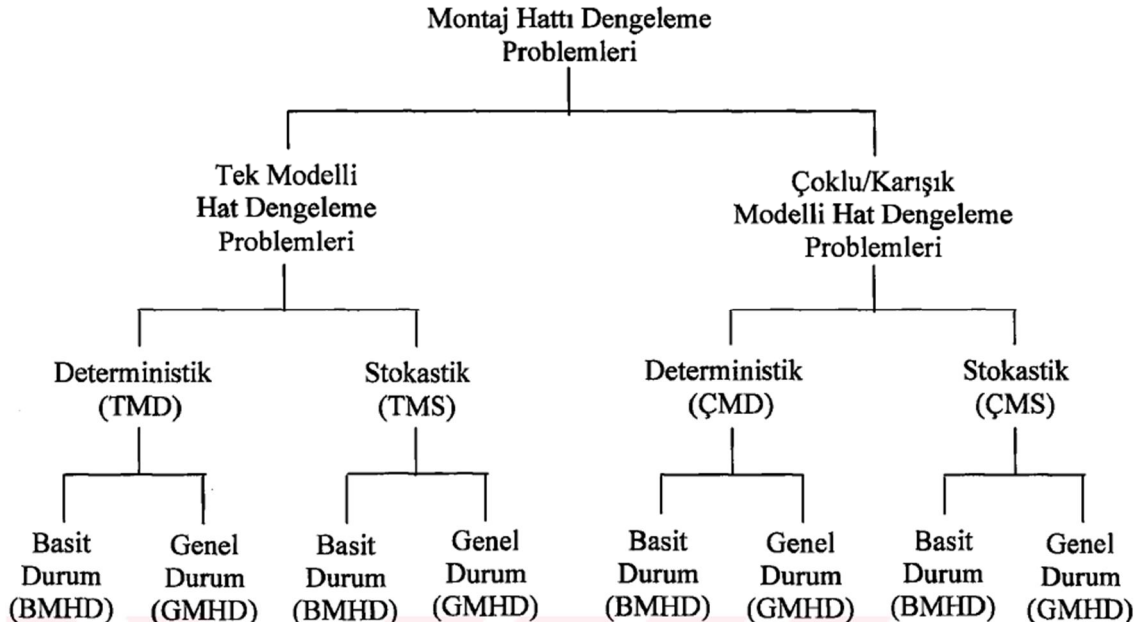 Montaj Hattı Dengeleme
Problemleri
Tek Modelli
Hat Dengeleme
Problemleri
Çoklu/Karışık
Modelli Hat Dengeleme
Problemleri
Deterministik
(TMD)
Stokastik
(TMS)
Deterministik
(ÇMD)
Stokastik
(ÇMS)
Basit
Durum
(BMHD)
Genel
Durum
(GMHD)
Basit
Durum
(BMHD)
Genel
Durum
(GMHD)
Basit
Durum
(BMHD)
Genel
Durum
(GMHD)
Basit
Durum
(BMHD)
Genel
Durum
(GMHD)